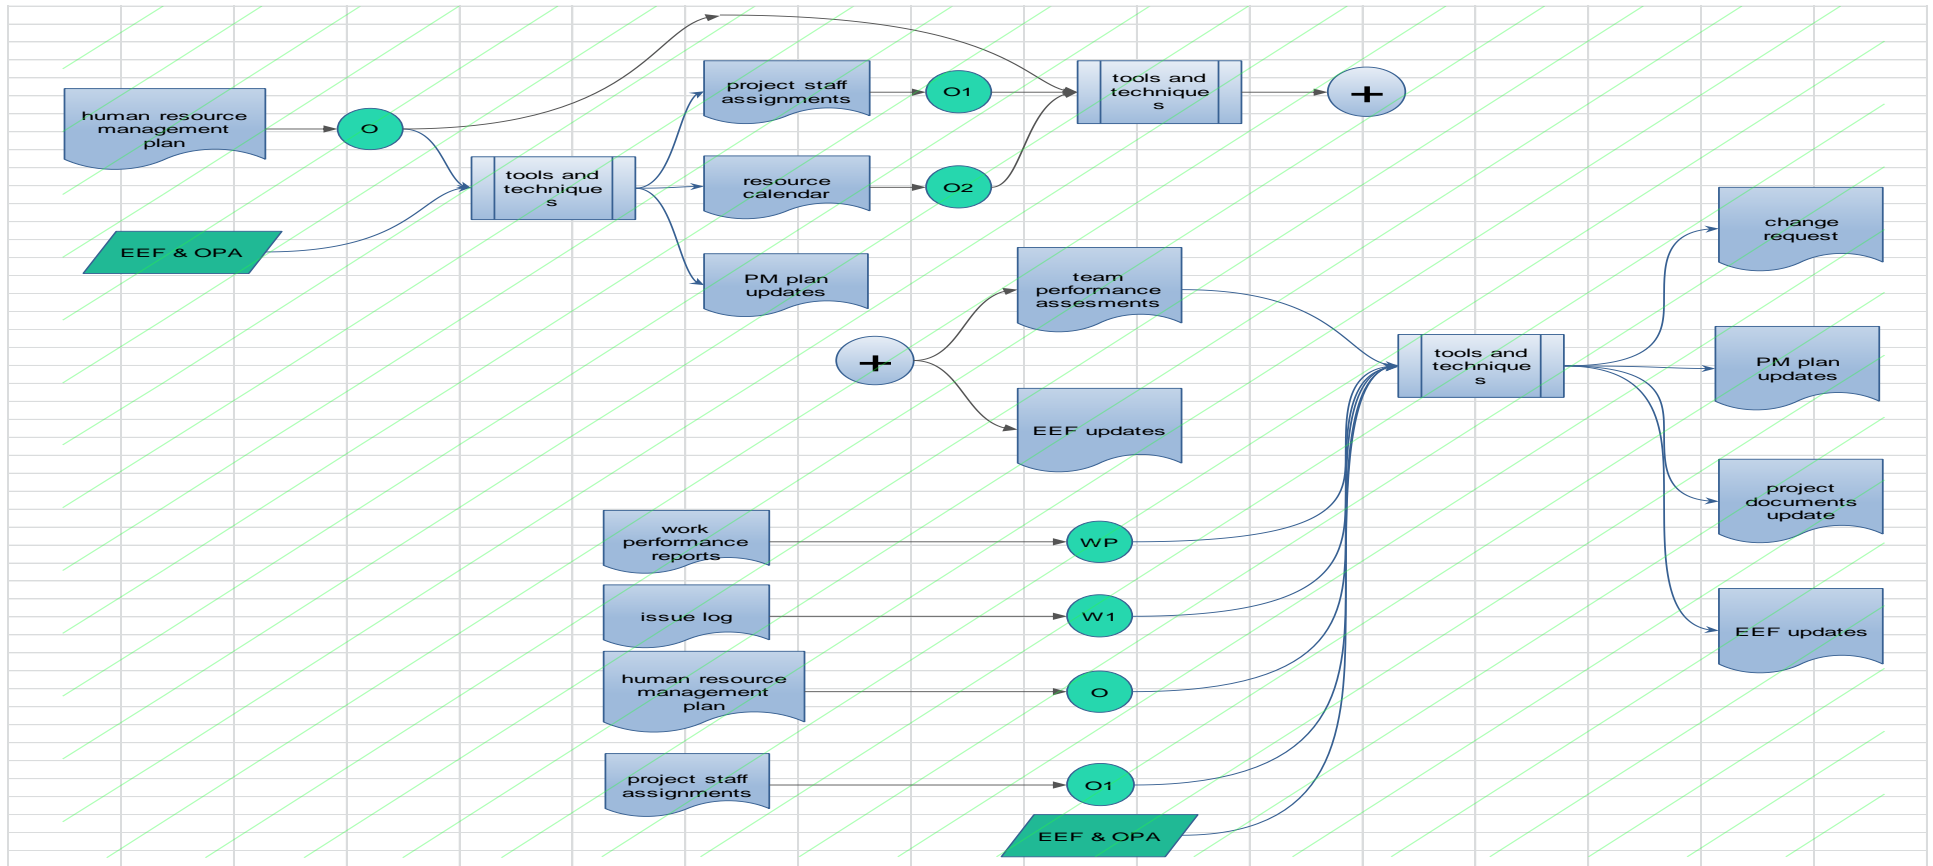 human resource
management
plan
O
EEF & OPA
tools and
technique
s
project staff
assignments
O1
resource
calendar
O2
PM plan
updates
tools and
technique
s
+
+
team
performance
assesments
EEF updates
work
performance
reports
WP
issue log
W1
human resource
management
plan
O
project staff
assignments
O1
EEF & OPA
tools and
technique
s
change
request
PM plan
updates
project
documents
update
EEF updates